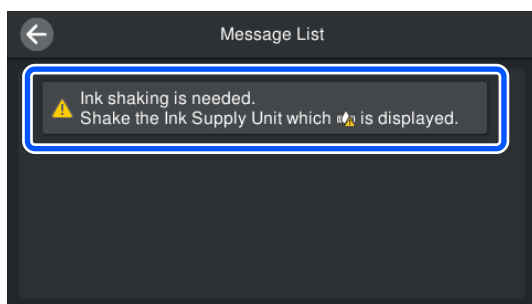 Message List
Ink shaking is needed.
Shake the Ink Supply Unit which is displayed.